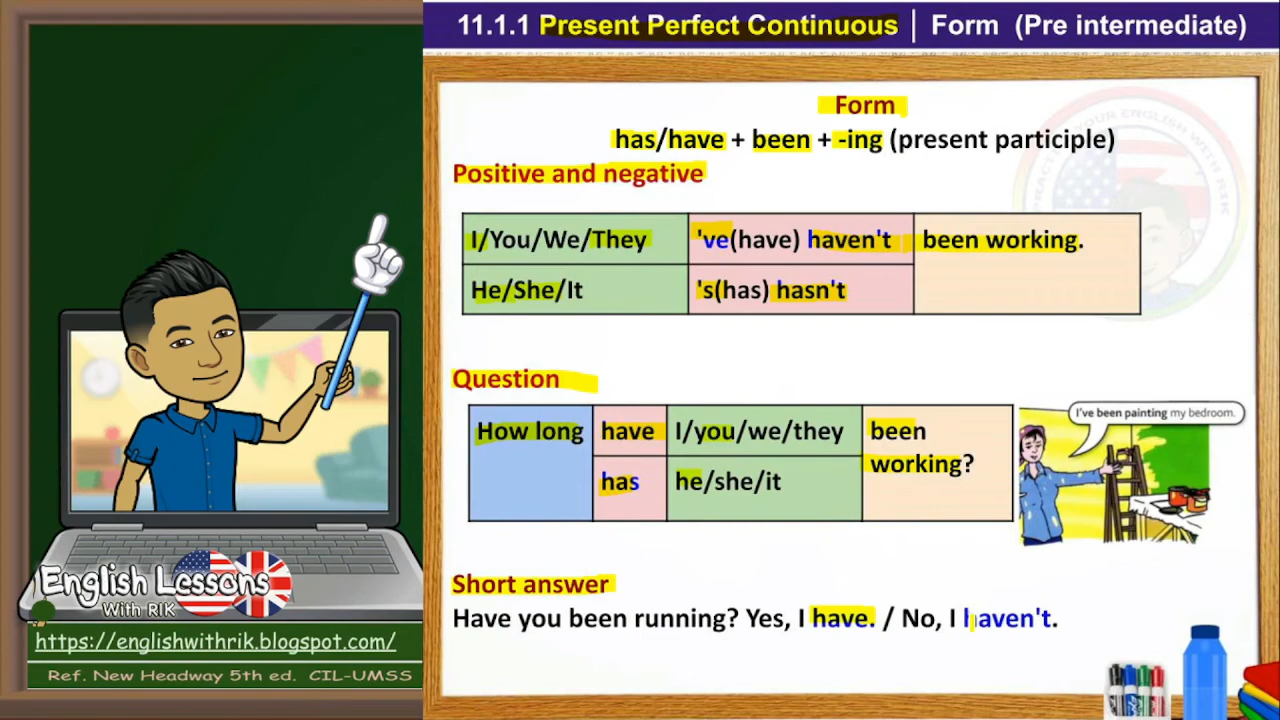 11.1.1 Present Perfect Continuous | Form (Pre intermediate)
Form
has/have + been + -ing (present participle)
Positive and negative
I/You/We/They 've(have) haven't been working.
He/She/It 's(has) hasn't
Question
How long have I/you/we/they been
has he/she/it working?
I've been painting my bedroom.
Short answer
Have you been running? Yes, I have. / No, I haven't.
English Lessons
With RIK
https://englishwithrik.blogspot.com/
Ref. New Headway 5th ed. CIL-UMSS